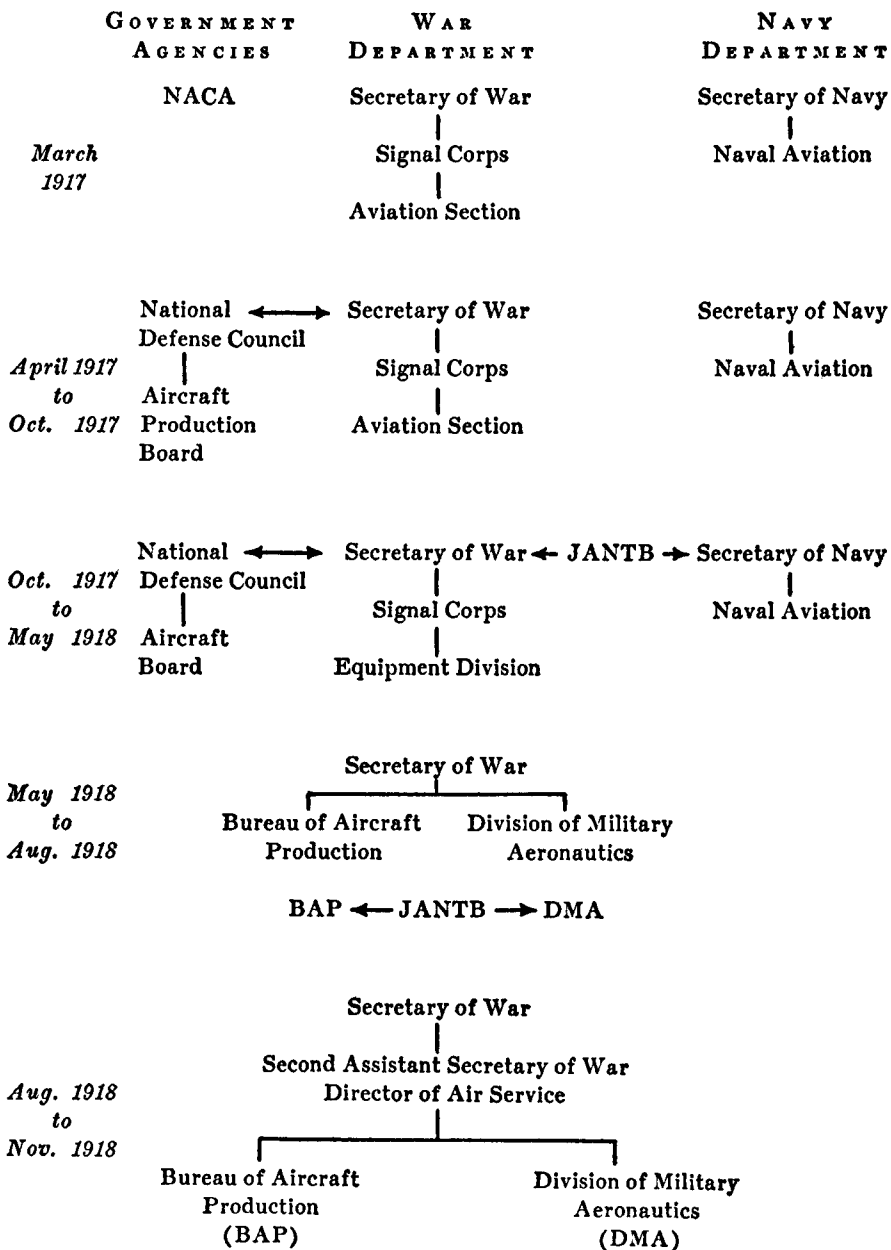 GOVERNMENT AGENCIES
WAR DEPARTMENT
NAVY DEPARTMENT
March 1917
NACA
Secretary of War
Signal Corps
Aviation Section
Secretary of Navy
Naval Aviation
April 1917
to
Oct. 1917
National
Defense Council
Aircraft
Production
Board
Secretary of War
Signal Corps
Aviation Section
Secretary of Navy
Naval Aviation
Oct. 1917
to
May 1918
National
Defense Council
Aircraft
Board
Secretary of War
Signal Corps
Equipment Division
JANTB
Secretary of Navy
Naval Aviation
May 1918
to
Aug. 1918
Secretary of War
Bureau of Aircraft
Production
Division of Military
Aeronautics
BAP JANTB DMA
Aug. 1918
to
Nov. 1918
Secretary of War
Second Assistant Secretary of War
Director of Air Service
Bureau of Aircraft
Production
(BAP)
Division of Military
Aeronautics
(DMA)